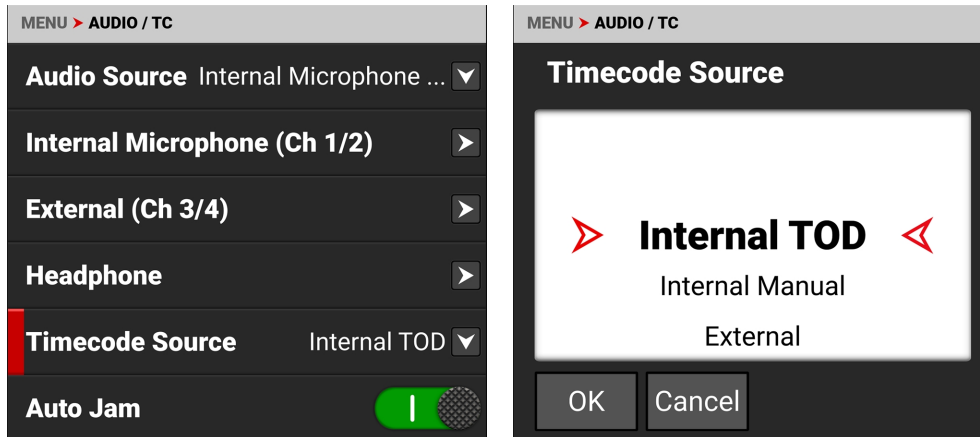 MENU ➤ AUDIO / TC
Audio Source Internal Microphone ...
Internal Microphone (Ch 1/2)
External (Ch 3/4)
Headphone
Timecode Source Internal TOD
Auto Jam
MENU ➤ AUDIO / TC
Timecode Source
Internal TOD
Internal Manual
External
OK Cancel